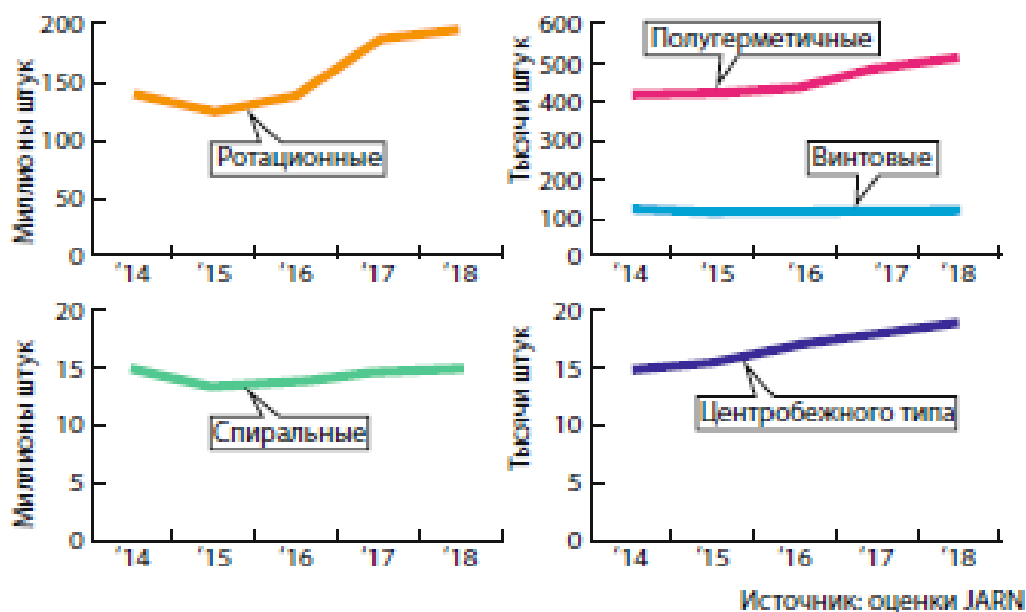 Миллионы штук
200
150
100
50
0
Ротационные
'14 '15 '16 '17 '18
Тысячи штук
600
500
400
300
200
100
0
Полугерметичные
Винтовые
'14 '15 '16 '17 '18
Миллионы штук
20
15
10
5
0
Спиральные
'14 '15 '16 '17 '18
Тысячи штук
20
15
10
5
0
Центробежного типа
'14 '15 '16 '17 '18
Источник: оценки JARN